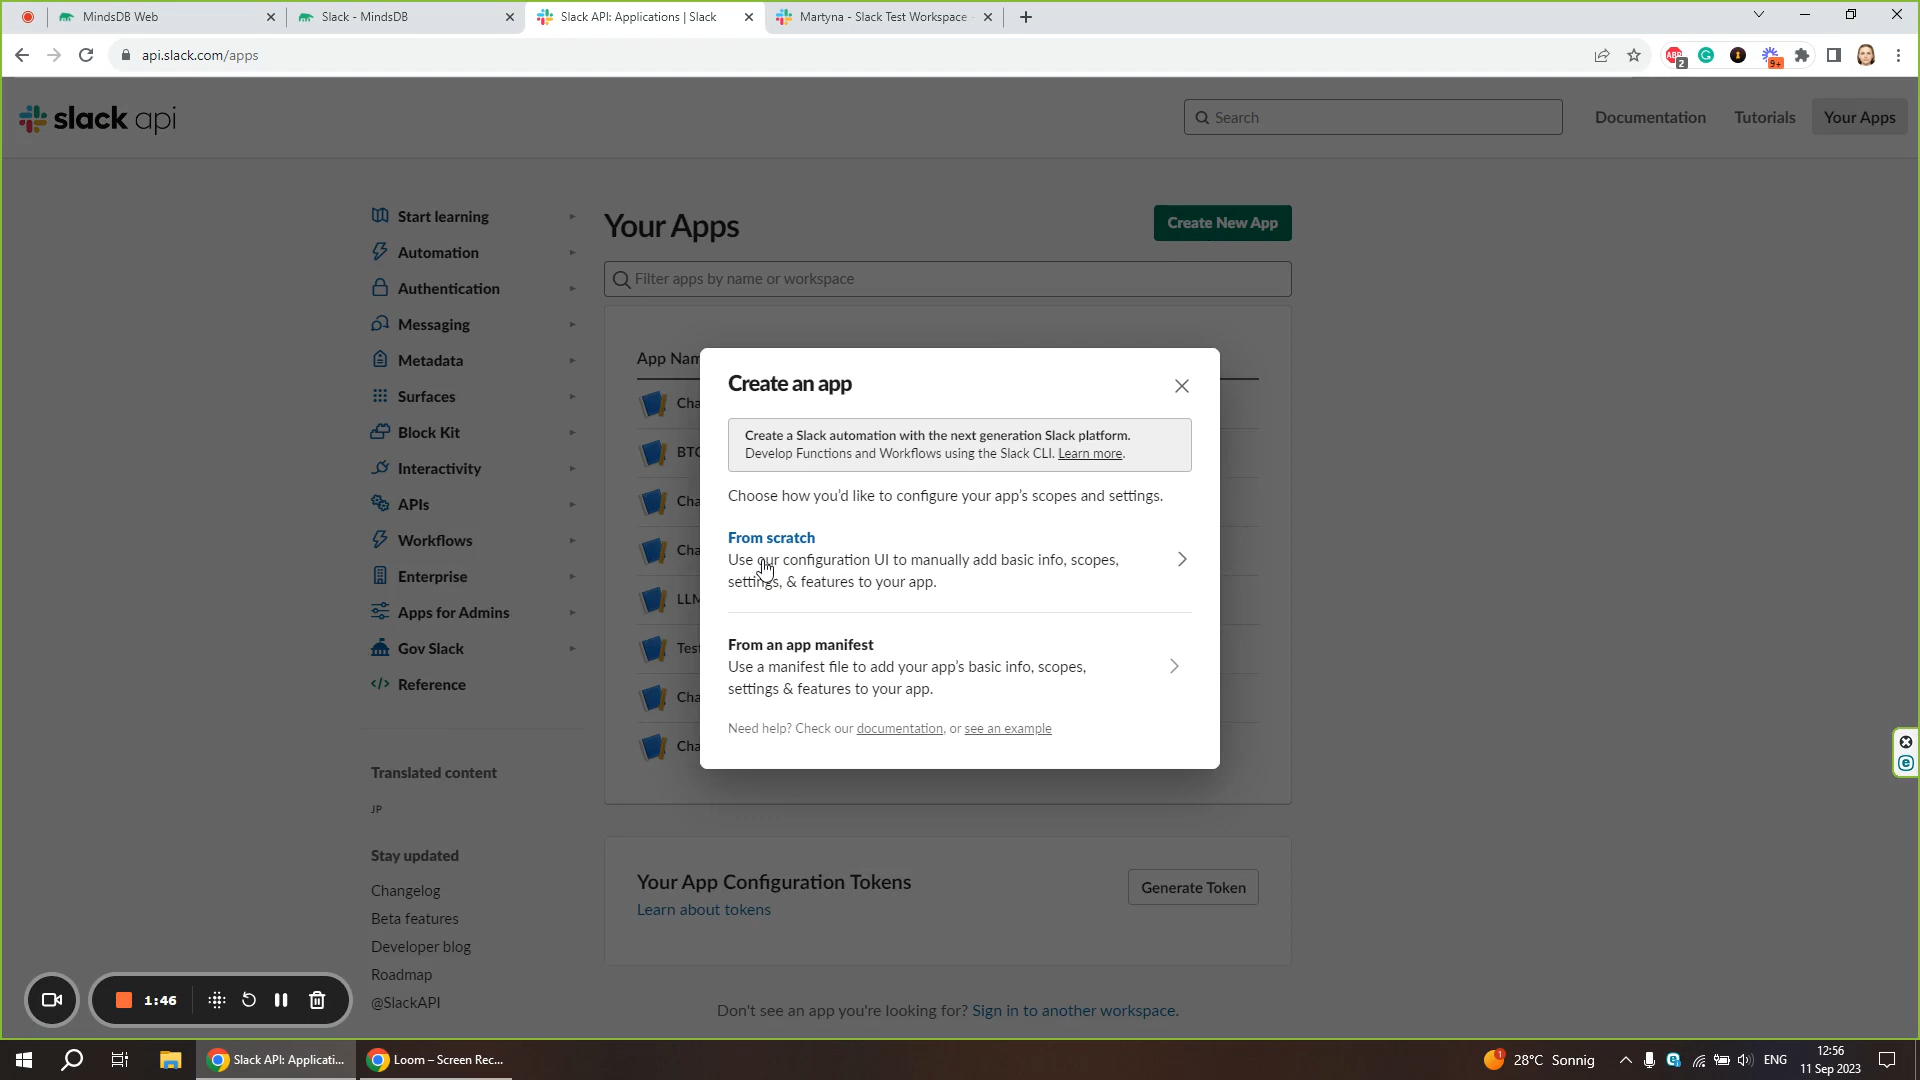 MindsDB Web
Slack - MindsDB
Slack API: Applications | Slack
Martyna - Slack Test Workspace
api.slack.com/apps
ABP
2
9+
slack api
Search
Documentation
Tutorials
Your Apps
Start learning
Automation
Authentication
Messaging
Metadata
Surfaces
Block Kit
Interactivity
APIs
Workflows
Enterprise
Apps for Admins
Gov Slack
Reference
Translated content
JP
Stay updated
Changelog
Beta features
Developer blog
Roadmap
@SlackAPI
Your Apps
Create New App
Filter apps by name or workspace
App Nam
Cha
BTC
Cha
Cha
LLM
Test
Cha
Cha
Create an app
Create a Slack automation with the next generation Slack platform.
Develop Functions and Workflows using the Slack CLI. Learn more.
Choose how you'd like to configure your app's scopes and settings.
From scratch
Use our configuration UI to manually add basic info, scopes,
settings, & features to your app.
From an app manifest
Use a manifest file to add your app's basic info, scopes,
settings & features to your app.
Need help? Check our documentation, or see an example
Your App Configuration Tokens
Learn about tokens
Generate Token
Don't see an app you're looking for? Sign in to another workspace.
1:46
Slack API: Applicati...
Loom – Screen Rec...
1
28°C Sonnig
ENG
12:56
11 Sep 2023